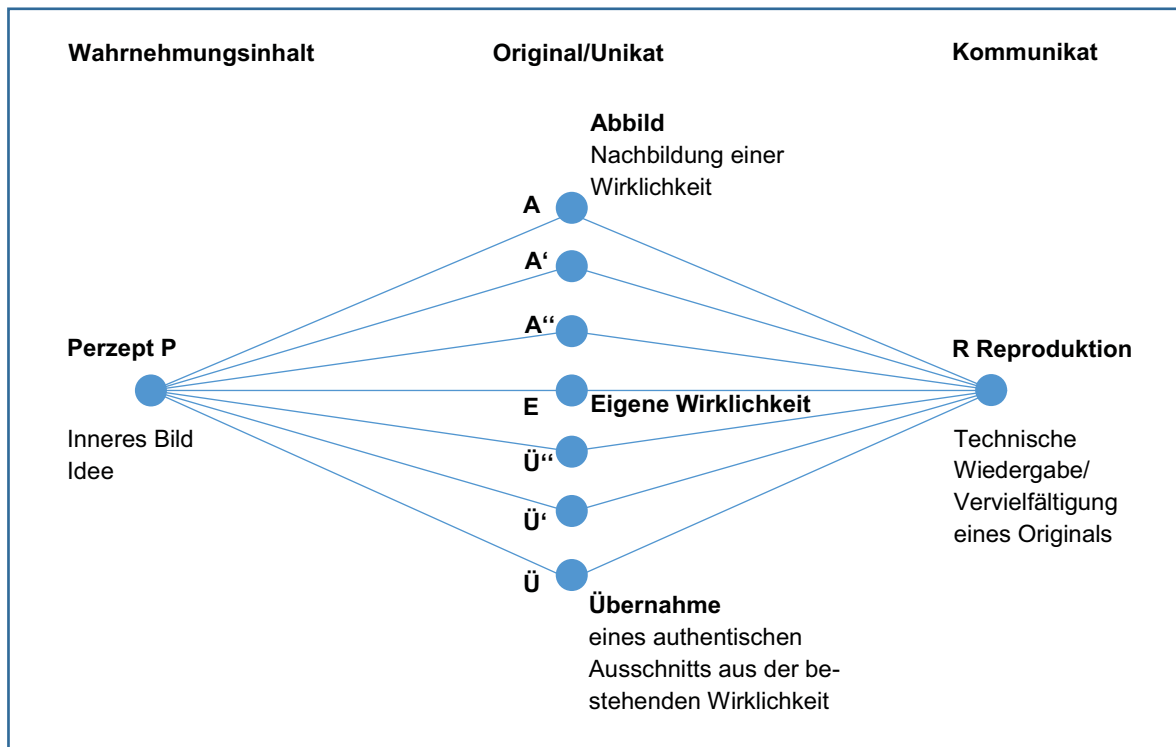 Wahrnehmungsinhalt
Original/Unikat
Kommunikat
Abbild
Nachbildung einer
Wirklichkeit
A
A‘
A‘‘
Perzept P
R Reproduktion
E
Eigene Wirklichkeit
Inneres Bild
Idee
Technische
Wiedergabe/
Vervielfältigung
eines Originals
Ü‘‘
Ü‘
Ü
Übernahme
eines authentischen
Ausschnitts aus der be-
stehenden Wirklichkeit